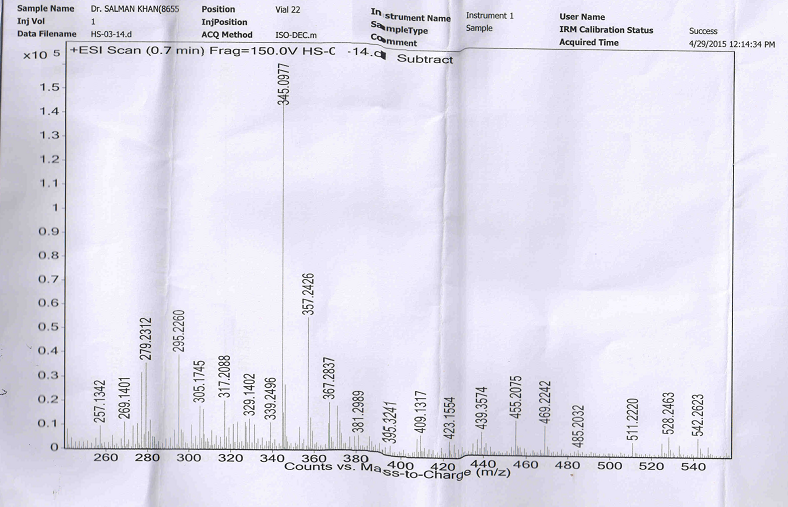 Sample Name Dr. SALMAN KHAN(8655 Position Vial 22 Instrument Name Instrument 1 User Name
Inj Vol 1 InjPosition SampleType Sample IRM Calibration Status Success
Data Filename HS-03-14.d ACQ Method ISO-DEC.m Comment Acquired Time 4/29/2015 12:14:34 PM
x10 5 +ESI Scan (0.7 min) Frag=150.0V HS-0 -14.d Subtract
345.0977
1.5
1.4
1.3
1.2
1.1
1
0.9
0.8
0.7
357.2426
0.6
0.5
279.2312 295.2260
0.4
257.1342 269.1401 305.1745 317.2088 329.1402 339.2496 367.2837 381.2989 395.3241 409.1317 423.1554 439.3574 455.2075 469.2242 485.2032 511.2220 528.2463 542.2623
0.3
0.2
0.1
0
260 280 300 320 340 360 380 400 420 440 460 480 500 520 540
Counts vs. Mass-to-Charge (m/z)